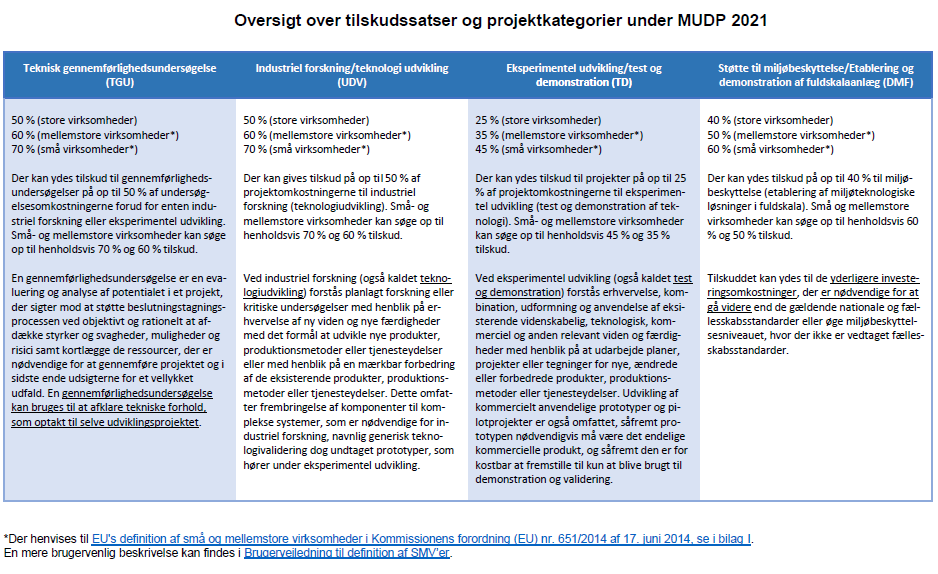 Oversigt over tilskudssatser og projektkategorier under MUDP 2021
Teknisk gennemførlighedsundersøgelse
(TGU)
50 % (store virksomheder)
60 % (mellemstore virksomheder*)
70 % (små virksomheder*)
Der kan ydes tilskud til gennemførligheds-
undersøgelser på op til 50 % af undersøg-
elsesomkostningerne forud for enten indu-
striel forskning eller eksperimentel udvikling.
Små- og mellemstore virksomheder kan søge
op til henholdsvis 70 % og 60 % tilskud.
En gennemførlighedsundersøgelse er en eva-
luering og analyse af potentialet i et projekt,
der sigter mod at støtte beslutningstagnings-
processen ved objektivt og rationelt at af-
dække styrker og svagheder, muligheder og
risici samt kortlægge de ressourcer, der er
nødvendige for at gennemføre projektet og i
sidste ende udsigterne for et vellykket
udfald. En gennemførlighedsundersøgelse
kan bruges til at afklare tekniske forhold,
som optakt til selve udviklingsprojektet.
Industriel forskning/teknologi udvikling
(UDV)
50 % (store virksomheder)
60 % (mellemstore virksomheder*)
70 % (små virksomheder*)
Der kan gives tilskud på op til 50 % af
projektomkostningerne til industriel
forskning (teknologiudvikling). Små- og
mellemstore virksomheder kan søge op til
henholdsvis 70 % og 60 % tilskud.
Ved industriel forskning (også kaldet tekno-
logiudvikling) forstås planlagt forskning eller
kritiske undersøgelser med henblik på er-
hvervelse af ny viden og nye færdigheder
med det formål at udvikle nye produkter,
produktionsmetoder eller tjenesteydelser
eller med henblik på en mærkbar forbedring
af de eksisterende produkter, produktions-
metoder eller tjenesteydelser. Dette omfat-
ter frembringelse af komponenter til kom-
plekse systemer, som er nødvendige for in-
dustriel forskning, navnlig generisk tekno-
logivalidering dog undtaget prototyper, som
hører under eksperimentel udvikling.
Eksperimentel udvikling/test og
demonstration (TD)
25 % (store virksomheder)
35 % (mellemstore virksomheder*)
45 % (små virksomheder*)
Der kan ydes tilskud til projekter på op til 25
% af projektomkostningerne til eksperimen-
tel udvikling (test og demonstration af tek-
nologi). Små- og mellemstore virksomheder
kan søge op til henholdsvis 45 % og 35 %
tilskud.
Ved eksperimentel udvikling (også kaldet test
og demonstration) forstås erhvervelse, kom-
bination, udformning og anvendelse af eksi-
sterende videnskabelig, teknologisk, kom-
merciel og anden relevant viden og færdig-
heder med henblik på at udarbejde planer,
projekter eller tegninger for nye, ændrede
eller forbedrede produkter, produktions-
metoder eller tjenesteydelser. Udvikling af
kommercielt anvendelige prototyper og pi-
lotprojekter er også omfattet, såfremt pro-
totypen nødvendigvis må være det endelige
kommercielle produkt, og såfremt den er for
kostbar at fremstille til kun at blive brugt til
demonstration og validering.
Støtte til miljøbeskyttelse/Etablering og
demonstration af fuldskalaanlæg (DMF)
40 % (store virksomheder)
50 % (mellemstore virksomheder*)
60 % (små virksomheder*)
Der kan ydes tilskud på op til 40 % til miljø-
beskyttelse (etablering af miljøteknologiske
løsninger i fuldskala). Små og mellemstore
virksomheder kan søge op til henholdsvis 60
% og 50 % tilskud.
Tilskuddet kan ydes til de yderligere investe-
ringsomkostninger, der er nødvendige for at
gå videre end de gældende nationale og fæl-
lesskabsstandarder eller øge miljøbeskyttel-
sesniveauet, hvor der ikke er vedtaget fælles-
skabsstandarder.
*Der henvises til EU's definition af små og mellemstore virksomheder i Kommissionens forordning (EU) nr. 651/2014 af 17. juni 2014, se i bilag I.
En mere brugervenlig beskrivelse kan findes i Brugervejledning til definition af SMV'er.